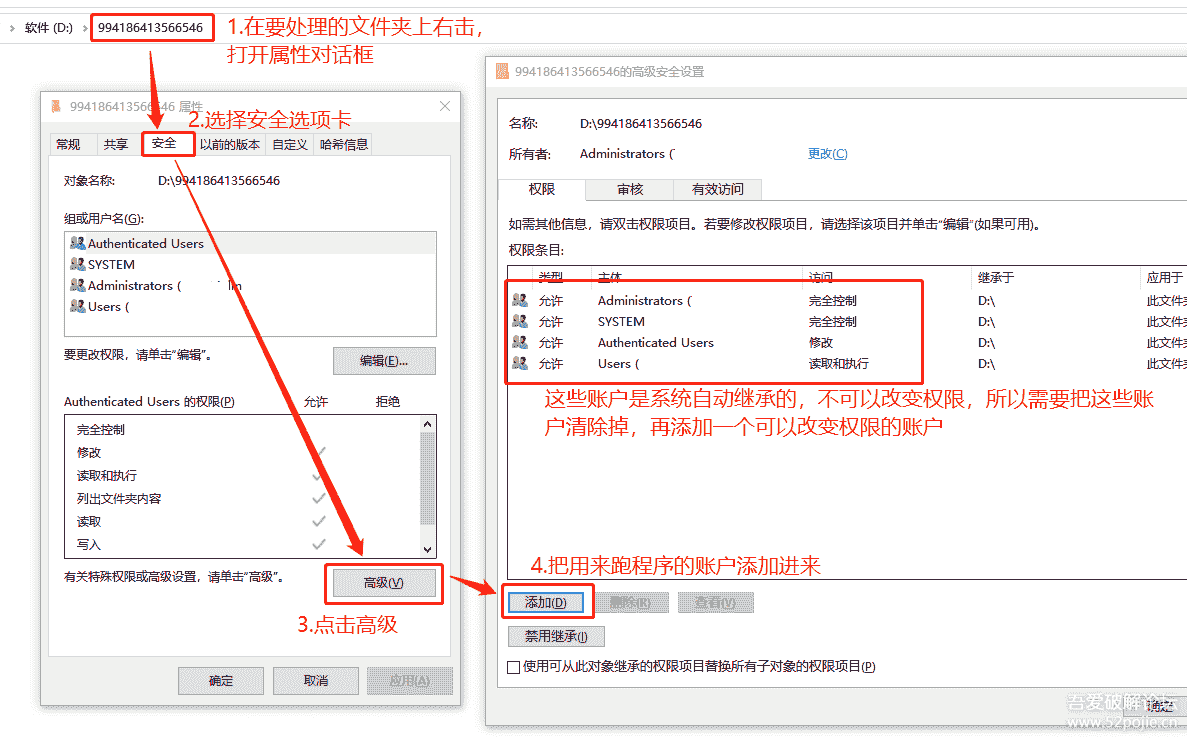 软件 (D:) 994186413566546
1.在要处理的文件夹上右击，
打开属性对话框
994186413566546 属性
2.选择安全选项卡
常规 共享 安全 以前的版本 自定义 哈希信息
对象名称: D:\994186413566546
组或用户名(G):
Authenticated Users
SYSTEM
Administrators (
Users (
要更改权限，请单击"编辑"。
编辑(E)...
Authenticated Users 的权限(P) 允许 拒绝
完全控制
修改
读取和执行
列出文件夹内容
读取
写入
有关特殊权限或高级设置，请单击"高级"。
高级(V)
3.点击高级
确定 取消 应用(A)
994186413566546的高级安全设置
名称: D:\994186413566546
所有者: Administrators ( 更改(C)
权限 审核 有效访问
如需其他信息，请双击权限项目。若要修改权限项目，请选择该项目并单击"编辑"(如果可用)。
权限条目:
类型 主体 访问 继承于 应用于
允许 Administrators ( 完全控制 D:\ 此文件夹
允许 SYSTEM 完全控制 D:\ 此文件夹
允许 Authenticated Users 修改 D:\ 此文件夹
允许 Users ( 读取和执行 D:\ 此文件夹
这些账户是系统自动继承的，不可以改变权限，所以需要把这些账
户清除掉，再添加一个可以改变权限的账户
4.把用来跑程序的账户添加进来
添加(D) 删除(R) 查看(V)
禁用继承(I)
使用可从此对象继承的权限项目替换所有子对象的权限项目(P)
确定
吾爱破解论坛
www.52pojie.cn